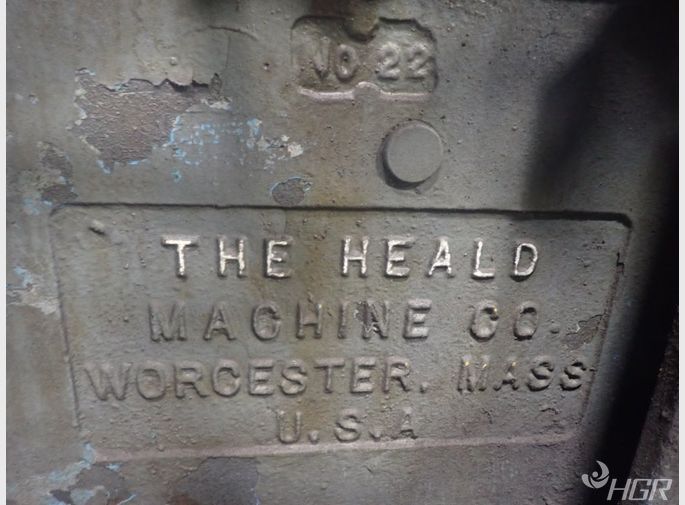 NO 22
THE HEALD
MACHINE CO.
WORCESTER, MASS
U.S.A
HGR